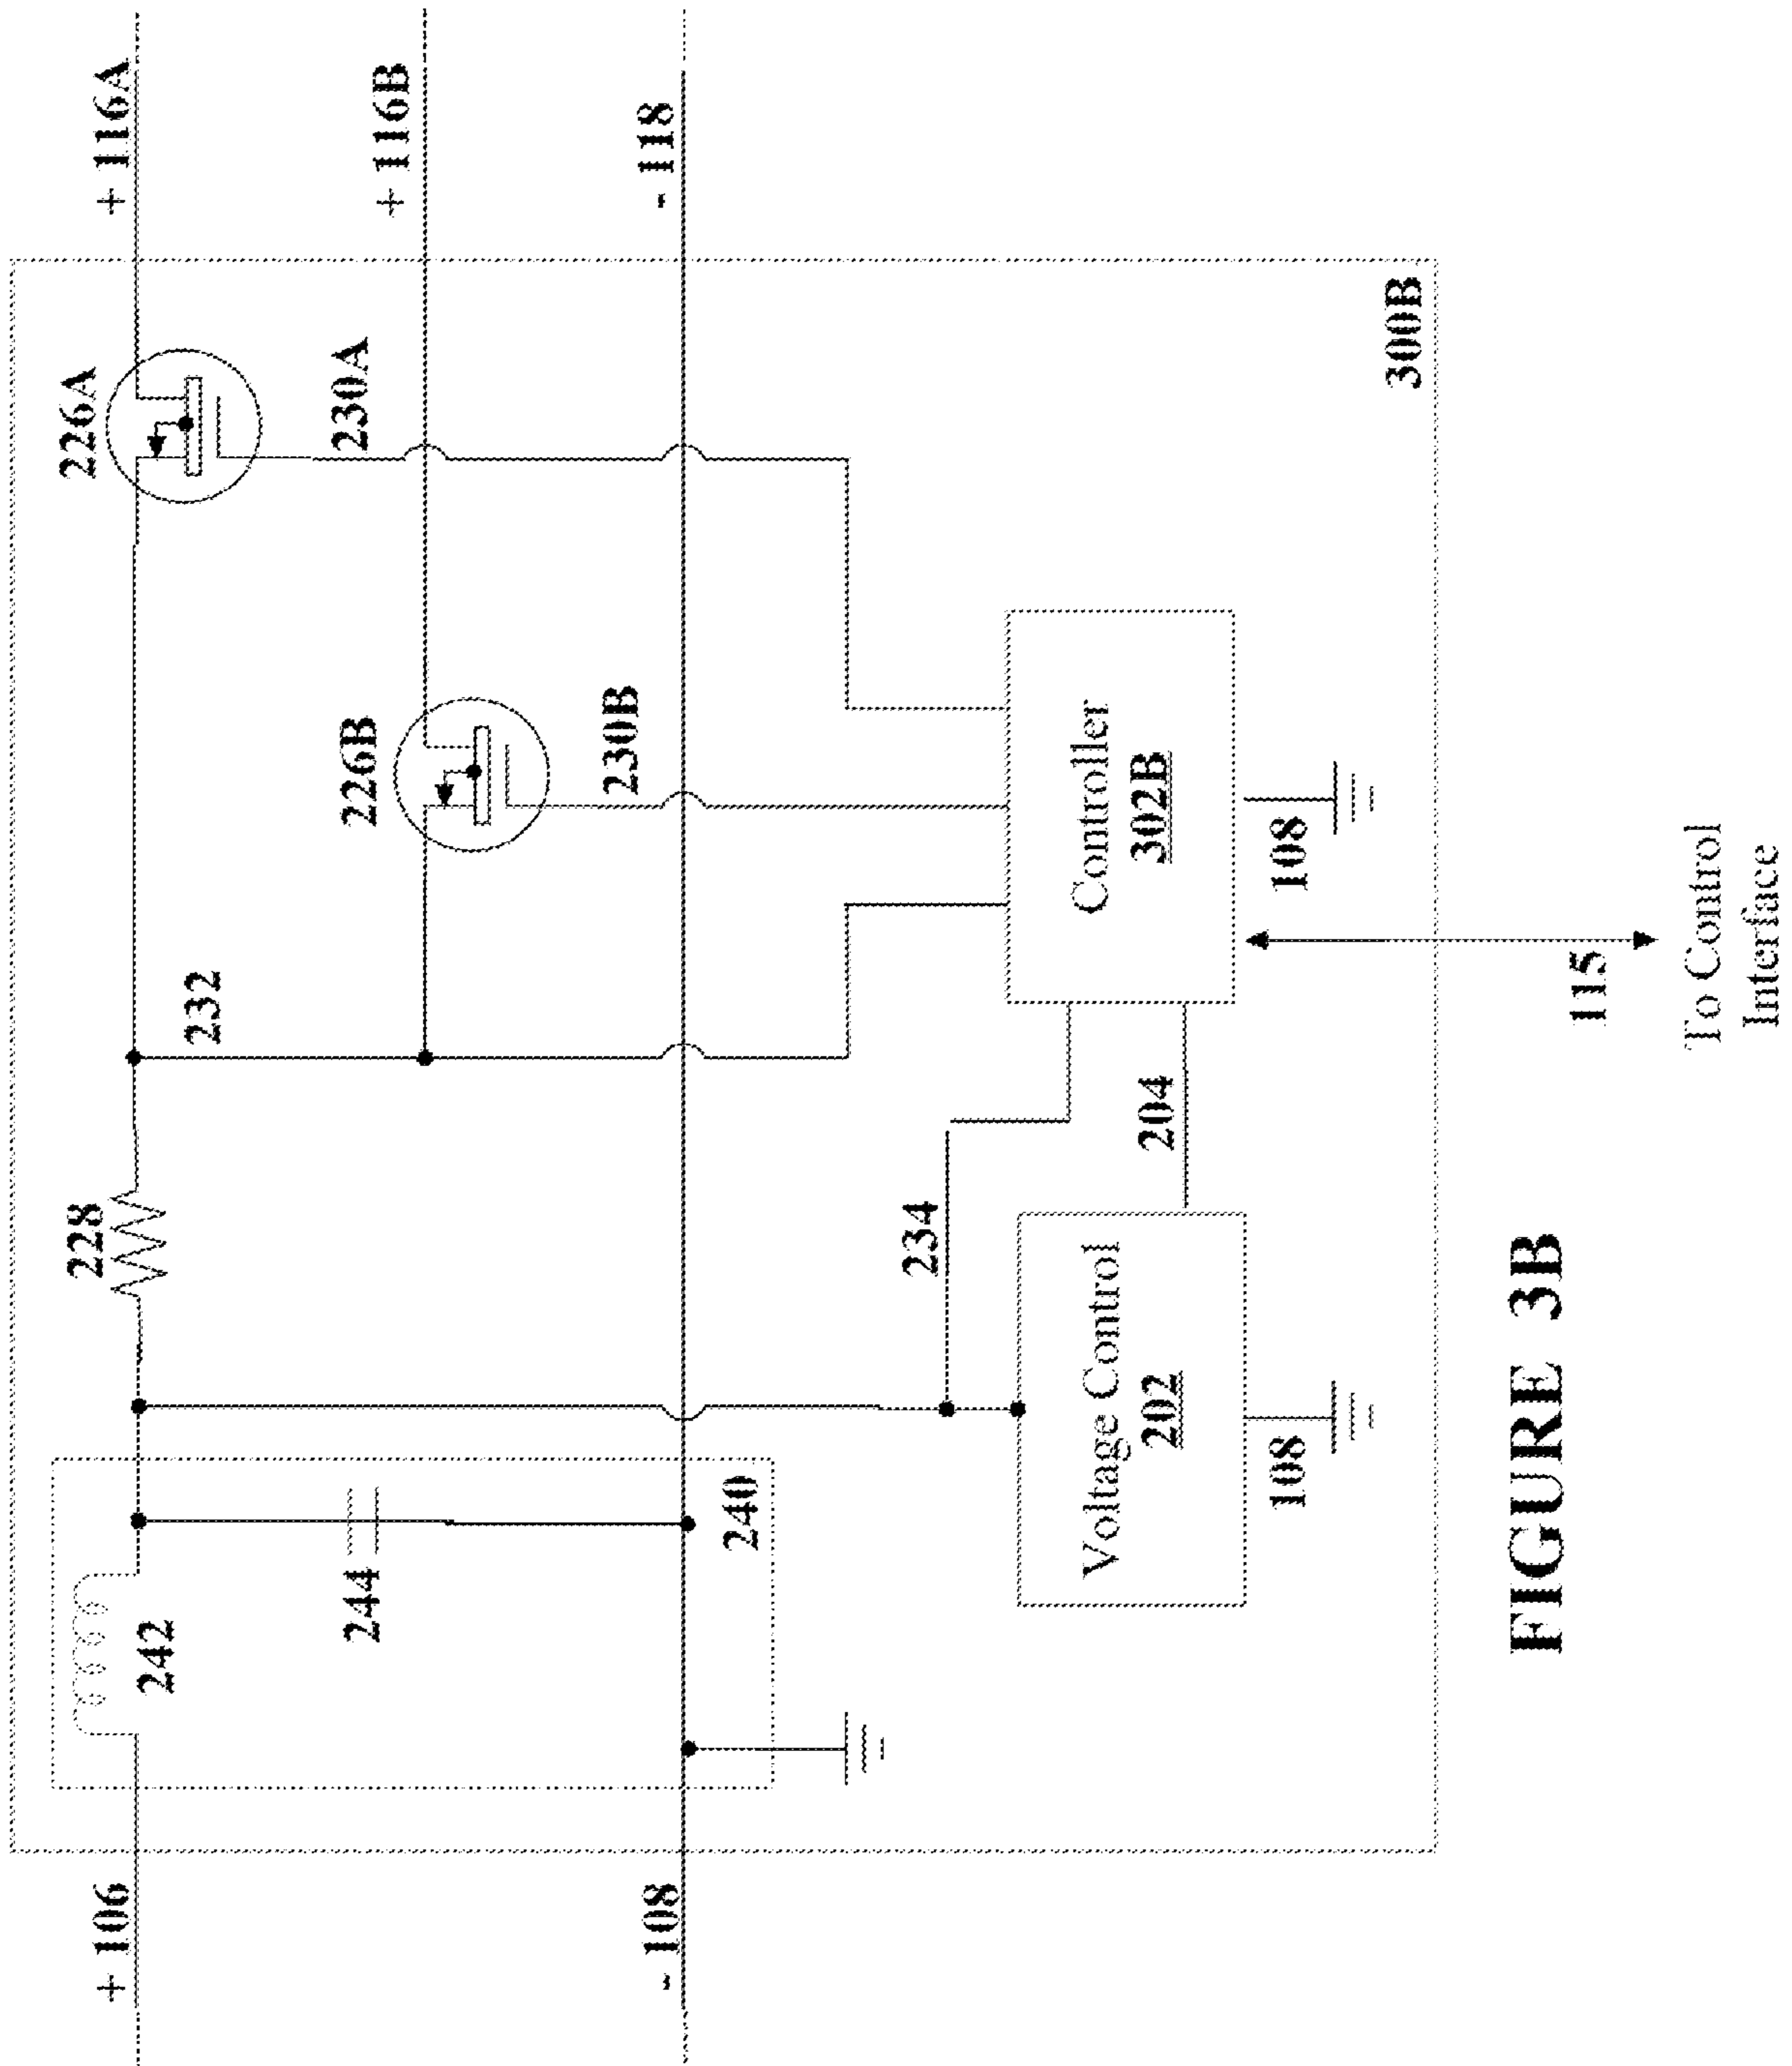 + 106
- 108
242
244
240
228
232
226A
230A
226B
230B
+ 116A
+ 116B
- 118
234
204
Voltage Control
202
108
Controller
302B
108
300B
115
To Control
Interface
FIGURE 3B